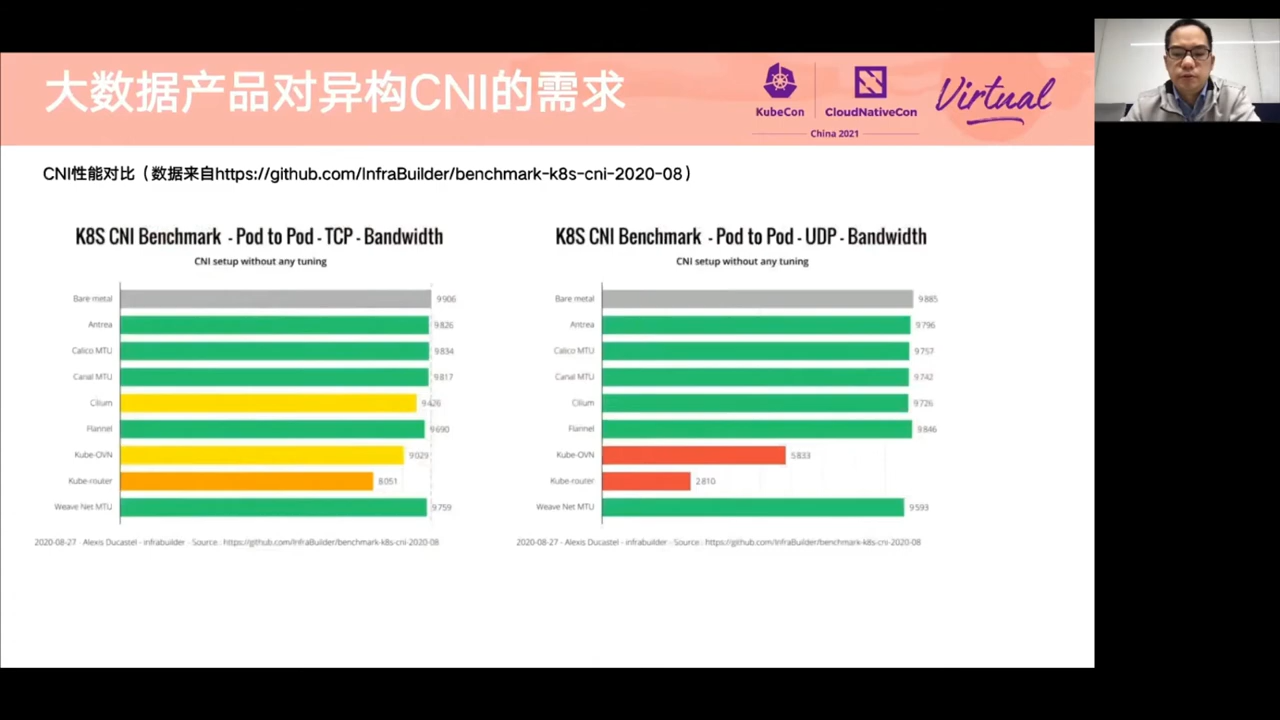 大数据产品对异构CNI的需求
KubeCon
CloudNativeCon
Virtual
China 2021
CNI性能对比（数据来自https://github.com/InfraBuilder/benchmark-k8s-cni-2020-08）
K8S CNI Benchmark - Pod to Pod - TCP - Bandwidth
CNI setup without any tuning
Bare metal 9906
Antrea 9826
Calico MTU 9834
Canal MTU 9817
Cilium 9426
Flannel 9690
Kube-OVN 9029
Kube-router 8051
Weave Net MTU 9759
2020-08-27 - Alexis Ducastel - infrabuilder - Source : https://github.com/InfraBuilder/benchmark-k8s-cni-2020-08
K8S CNI Benchmark - Pod to Pod - UDP - Bandwidth
CNI setup without any tuning
Bare metal 9885
Antrea 9796
Calico MTU 9757
Canal MTU 9742
Cilium 9726
Flannel 9846
Kube-OVN 5833
Kube-router 2810
Weave Net MTU 9593
2020-08-27 - Alexis Ducastel - infrabuilder - Source : https://github.com/InfraBuilder/benchmark-k8s-cni-2020-08